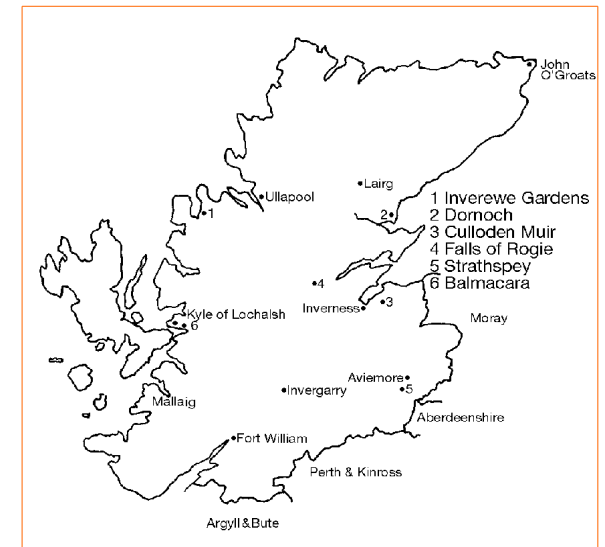 John
O'Groats
Lairg
Ullapool
1
2
1 Inverewe Gardens
2 Dornoch
3 Culloden Muir
4 Falls of Rogie
5 Strathspey
6 Balmacara
4
Inverness
3
Kyle of Lochalsh
6
Moray
Aviemore
5
Invergarry
Mallaig
Aberdeenshire
Fort William
Perth & Kinross
Argyll & Bute